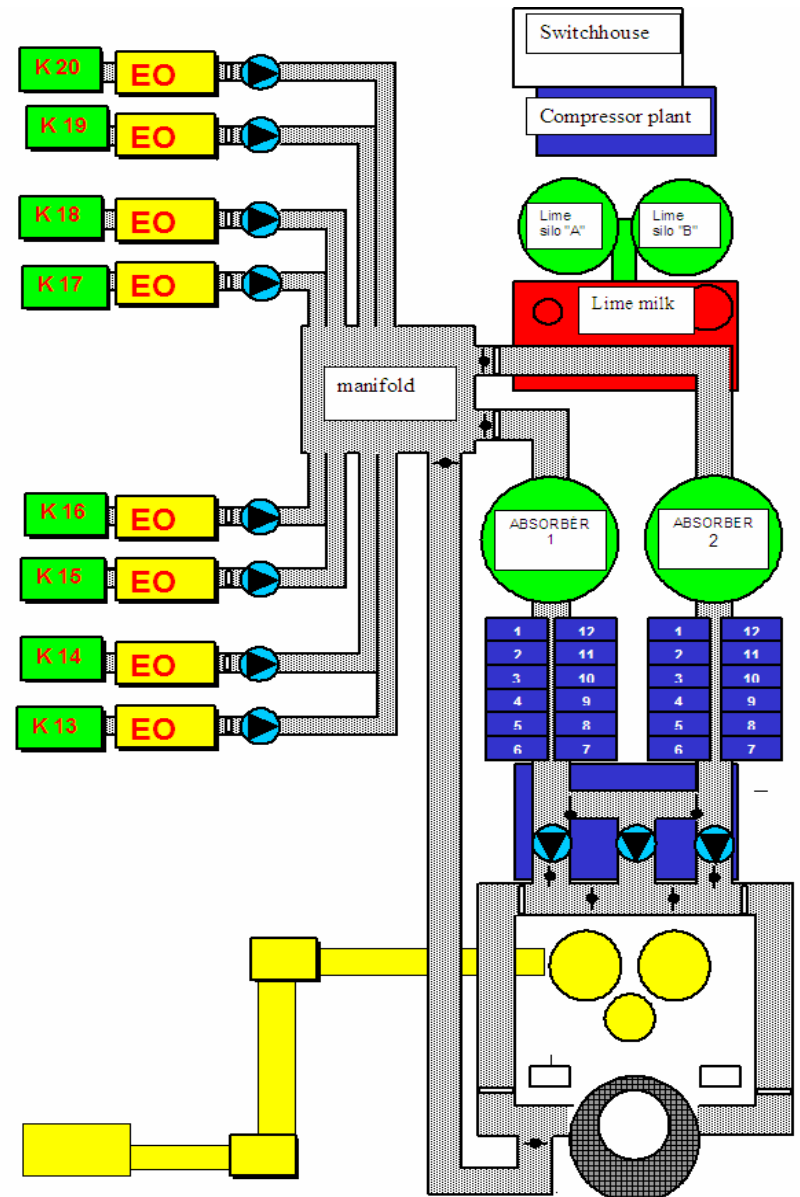 K 20 EO
K 19 EO
K 18 EO
K 17 EO
Switchhouse
Compressor plant
Lime
silo "A"
Lime
silo "B"
Lime milk
manifold
K 16 EO
K 15 EO
K 14 EO
K 13 EO
ABSORBÉR
1
ABSORBER
2
1 12
2 11
3 10
4 9
5 8
6 7
1 12
2 11
3 10
4 9
5 8
6 7